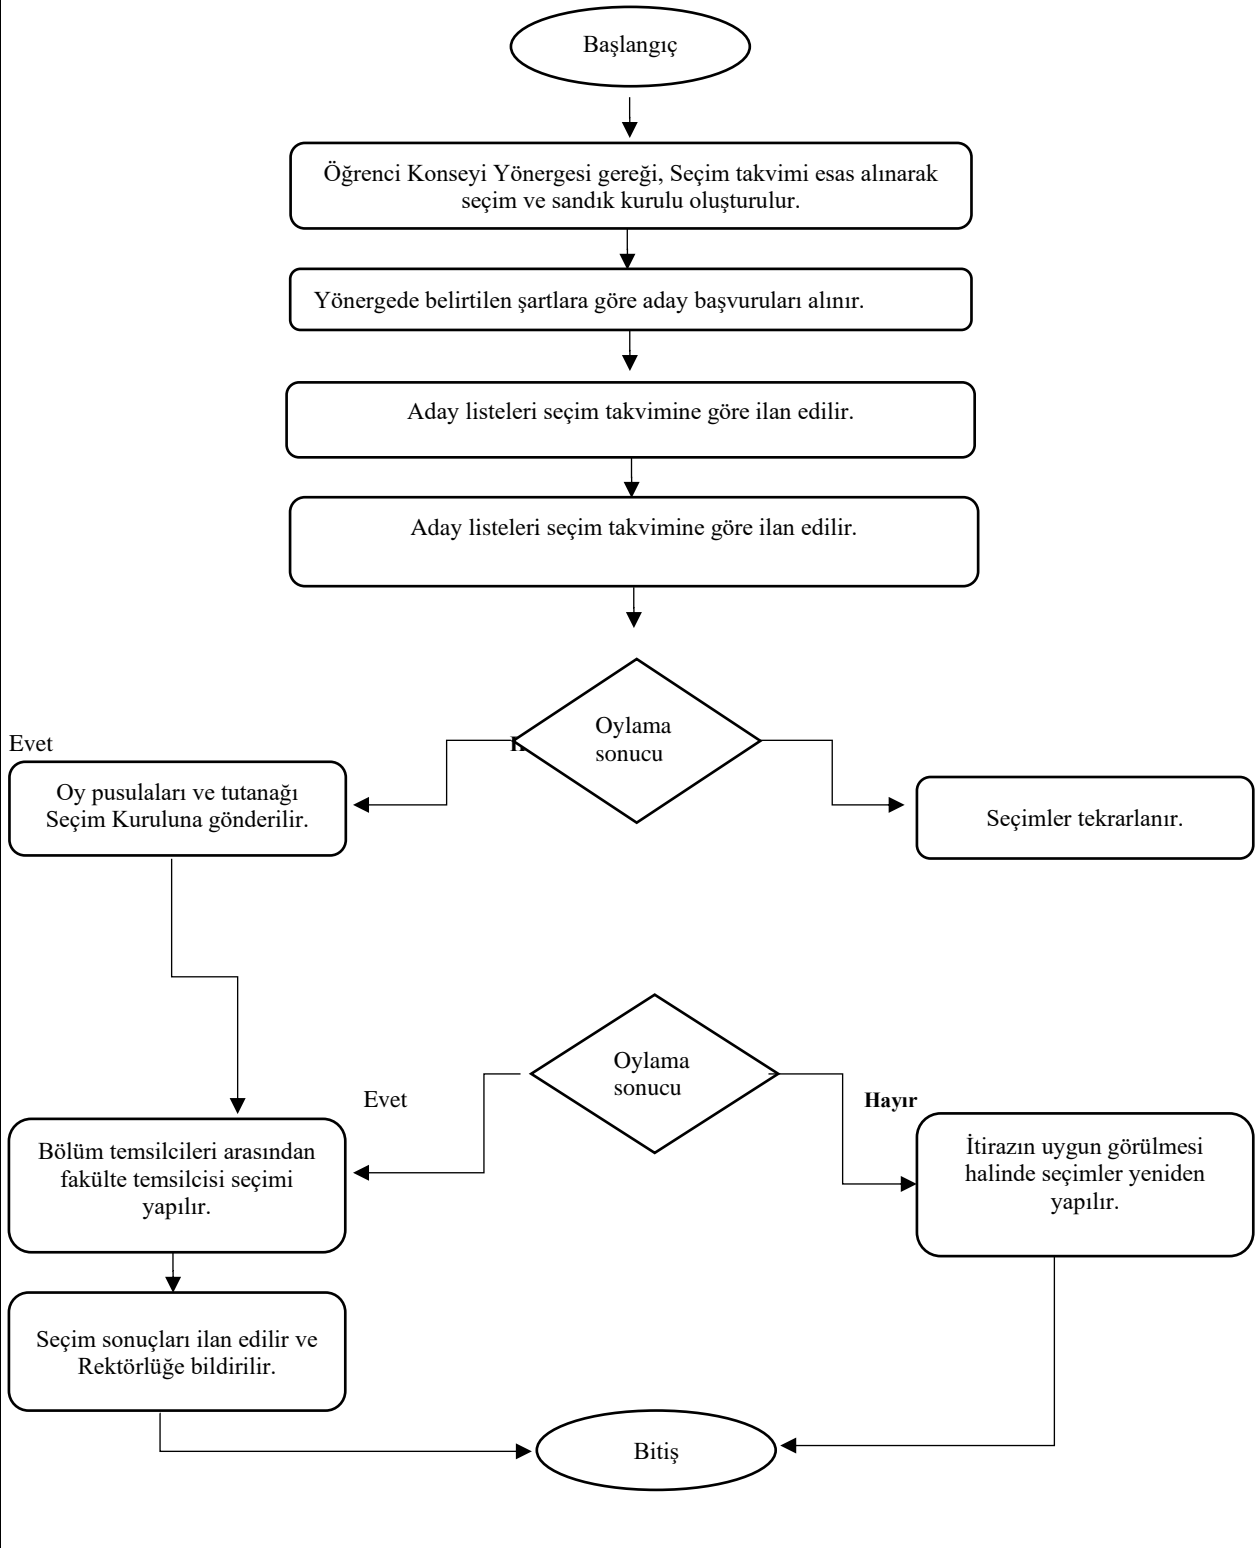 Başlangıç
Öğrenci Konseyi Yönergesi gereği, Seçim takvimi esas alınarak
seçim ve sandık kurulu oluşturulur.
Yönergede belirtilen şartlara göre aday başvuruları alınır.
Aday listeleri seçim takvimine göre ilan edilir.
Aday listeleri seçim takvimine göre ilan edilir.
Oylama
sonucu
Evet
Oy pusulaları ve tutanağı
Seçim Kuruluna gönderilir.
Seçimler tekrarlanır.
Oylama
sonucu
Evet
Hayır
Bölüm temsilcileri arasından
fakülte temsilcisi seçimi
yapılır.
İtirazın uygun görülmesi
halinde seçimler yeniden
yapılır.
Seçim sonuçları ilan edilir ve
Rektörlüğe bildirilir.
Bitiş